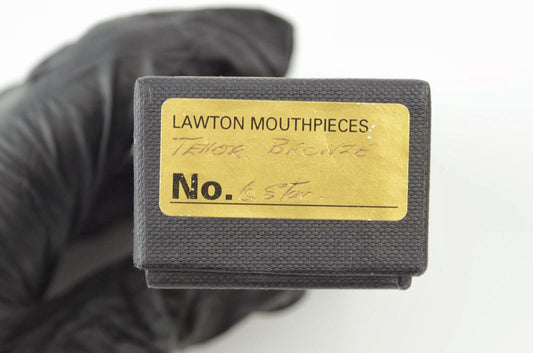 LAWTON MOUTHPIECES
TENOR BRONZE
No. 6 Star